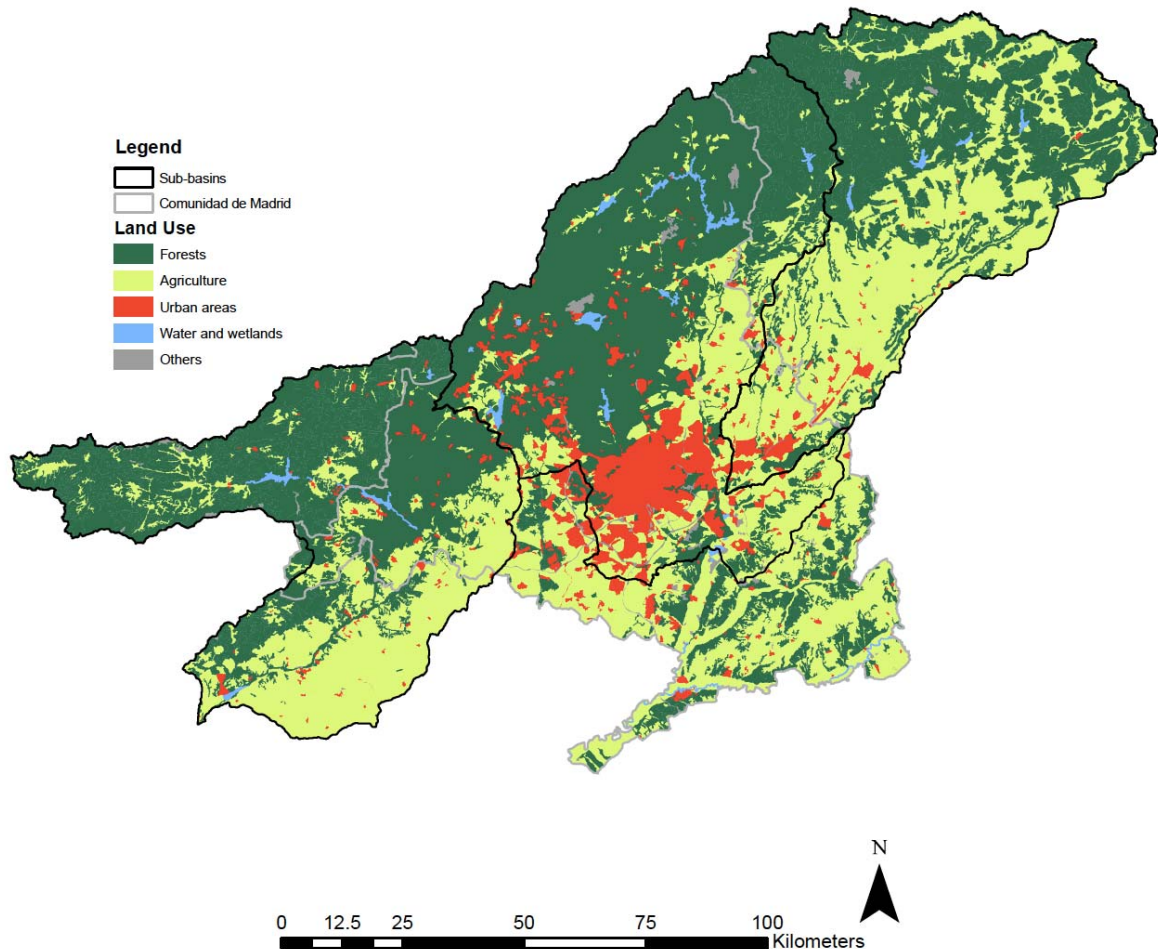 Legend
Sub-basins
Comunidad de Madrid
Land Use
Forests
Agriculture
Urban areas
Water and wetlands
Others
N
0 12.5 25 50 75 100
Kilometers